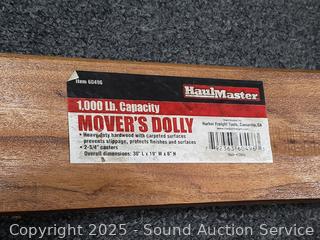 Item 60496
HaulMaster
1,000 Lb. Capacity
MOVER'S DOLLY
• Heavy duty hardwood with carpeted surfaces
prevents slippage, protects finishes and surfaces
• 2-1/4" casters
Overall dimensions: 30" L x 18" W x 6" H
Harbor Freight Tools, Camarillo, CA
Copyright 2025 - Sound Auction Service